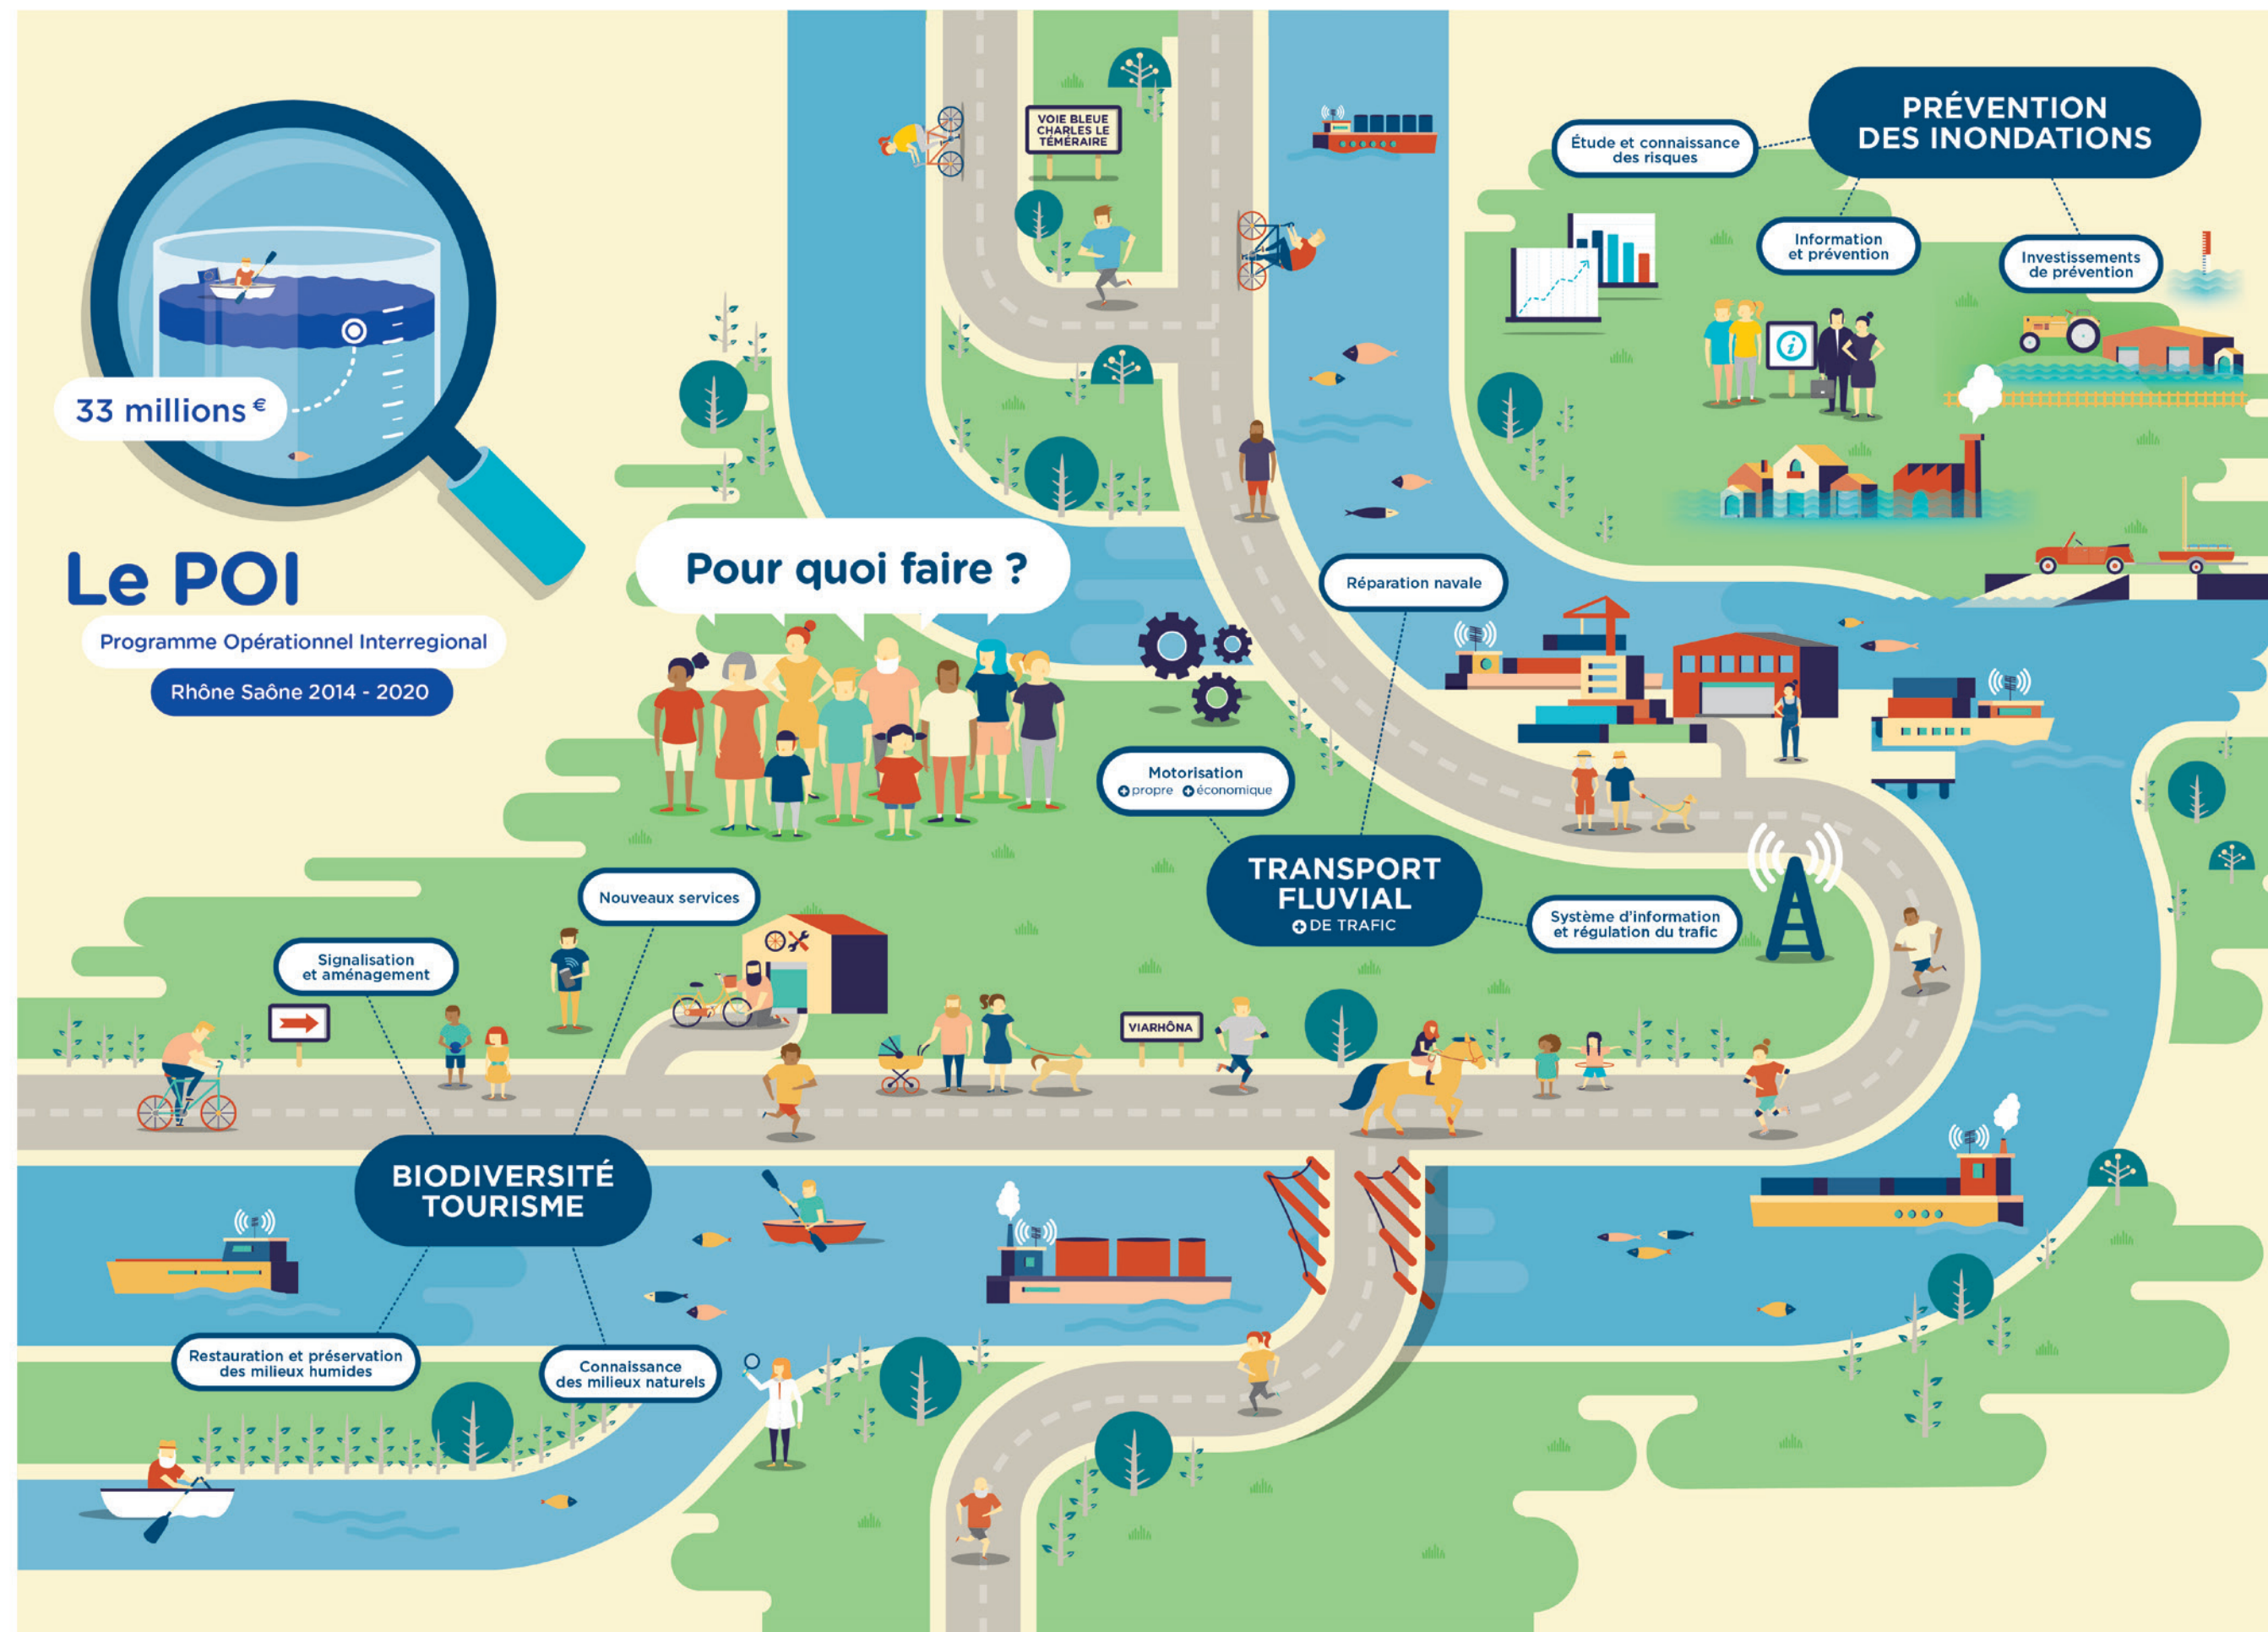 33 millions €
Le POI
Programme Opérationnel Interregional
Rhône Saône 2014 - 2020
VOIE BLEUE
CHARLES LE
TÉMÉRAIRE
PRÉVENTION
DES INONDATIONS
Étude et connaissance
des risques
Information
et prévention
Investissements
de prévention
i
Pour quoi faire ?
Réparation navale
Motorisation
+ propre + économique
TRANSPORT
FLUVIAL
+ DE TRAFIC
Système d'information
et régulation du trafic
Nouveaux services
Signalisation
et aménagement
VIARHÔNA
BIODIVERSITÉ
TOURISME
Restauration et préservation
des milieux humides
Connaissance
des milieux naturels